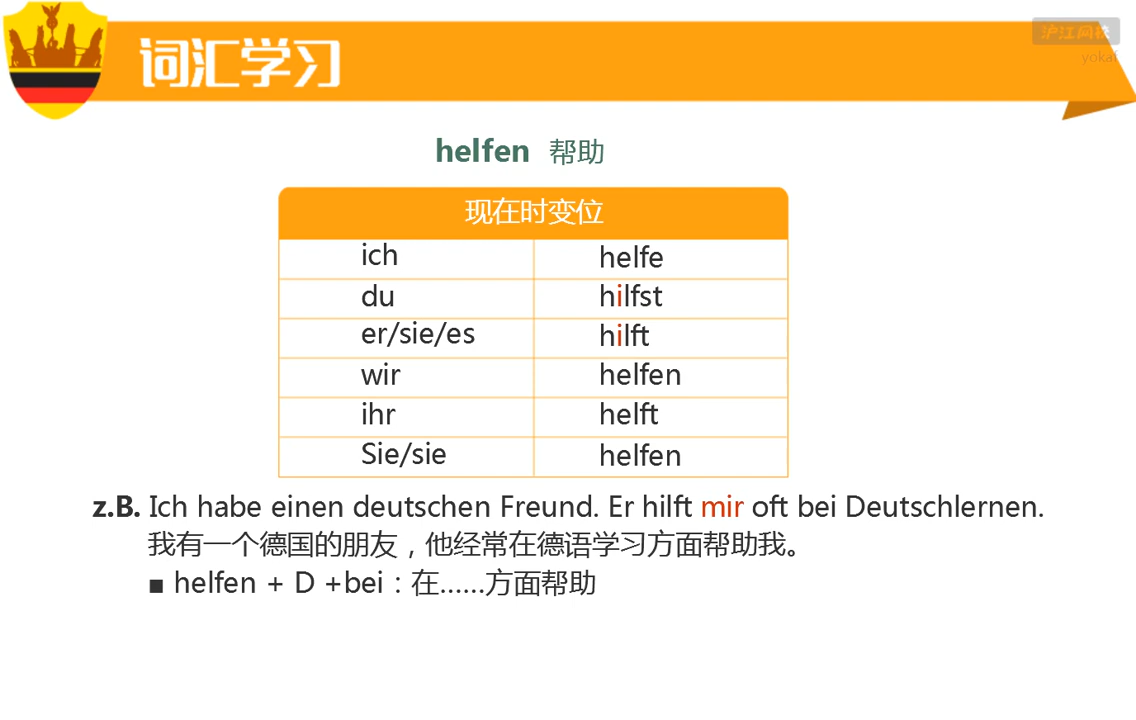 词汇学习
沪江网校
yokaf
helfen 帮助
现在时变位
ich helfe
du hilfst
er/sie/es hilft
wir helfen
ihr helft
Sie/sie helfen
z.B. Ich habe einen deutschen Freund. Er hilft mir oft bei Deutschlernen.
我有一个德国的朋友，他经常在德语学习方面帮助我。
■ helfen + D +bei：在……方面帮助